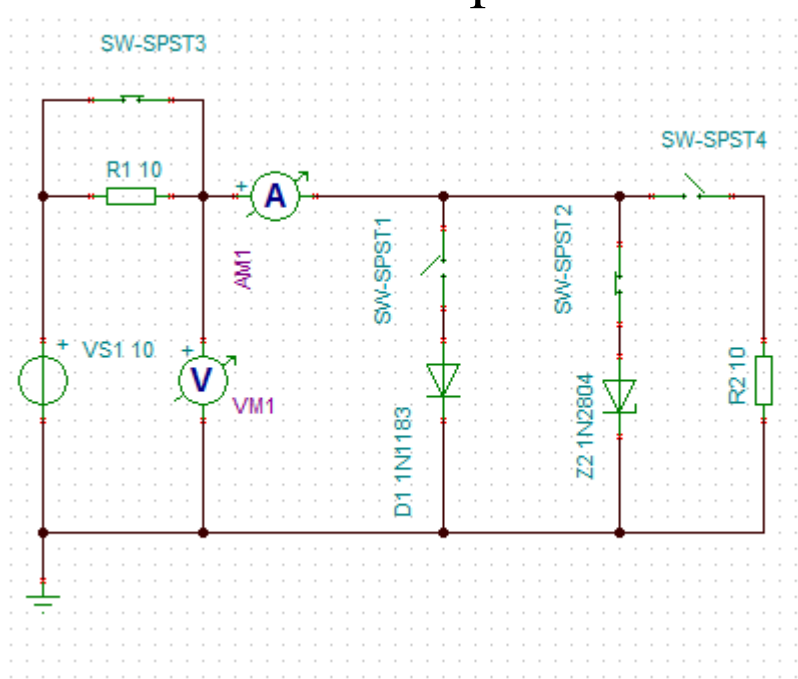 SW-SPST3
SW-SPST4
R1 10
+
A
AM1
SW-SPST1
SW-SPST2
+
VS1 10
+
V
VM1
D1 1N1183
Z2 1N2804
R2 10